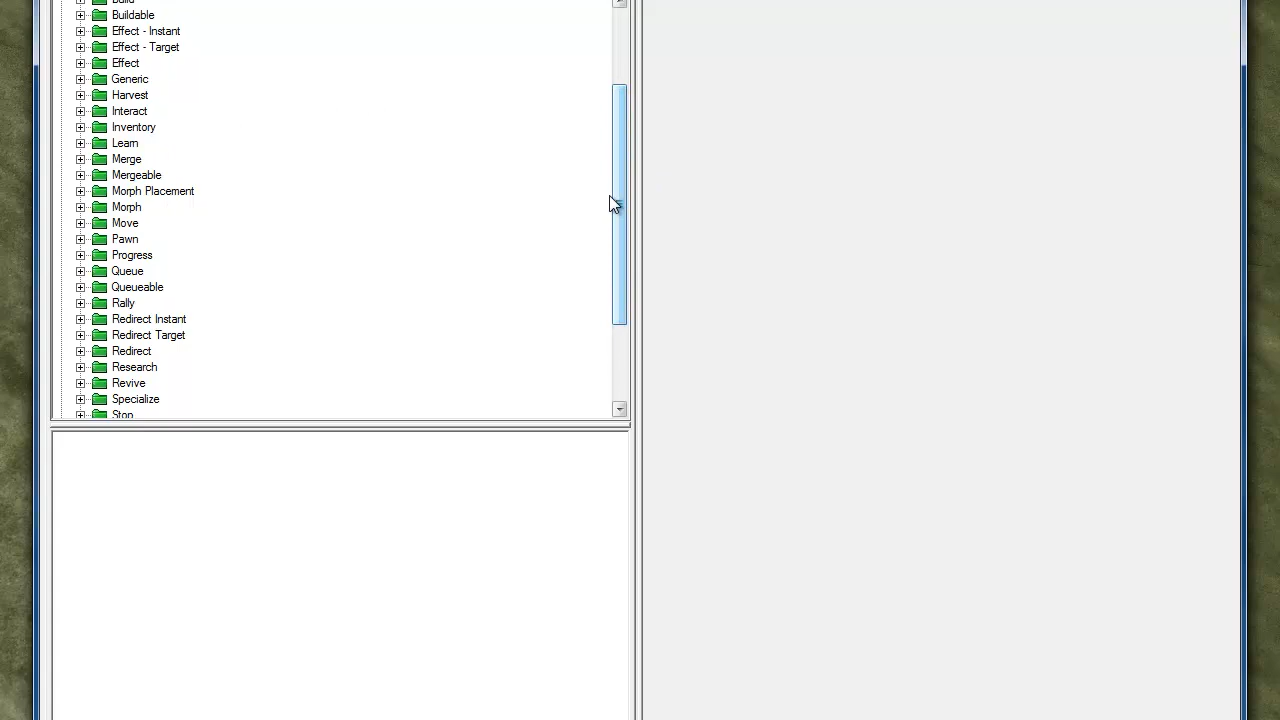 Build
Buildable
Effect - Instant
Effect - Target
Effect
Generic
Harvest
Interact
Inventory
Learn
Merge
Mergeable
Morph Placement
Morph
Move
Pawn
Progress
Queue
Queueable
Rally
Redirect Instant
Redirect Target
Redirect
Research
Revive
Specialize
Stop